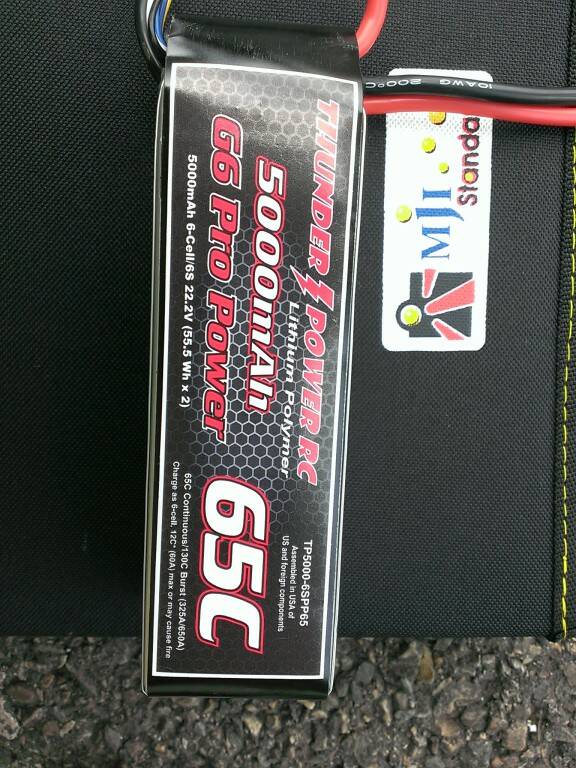 THUNDER POWER RC
Lithium Polymer
5000mAh
G6 Pro Power
5000mAh 6-Cell/6S 22.2V (55.5 Wh x 2)
65C
TP5000-6SPP65
Assembled in USA of
US and foreign components
65C Continuous/130C Burst (325A/650A)
Charge as 6-cell, 12C* (60A) max or may cause fire
10AWG 200°C
MJI
Standa